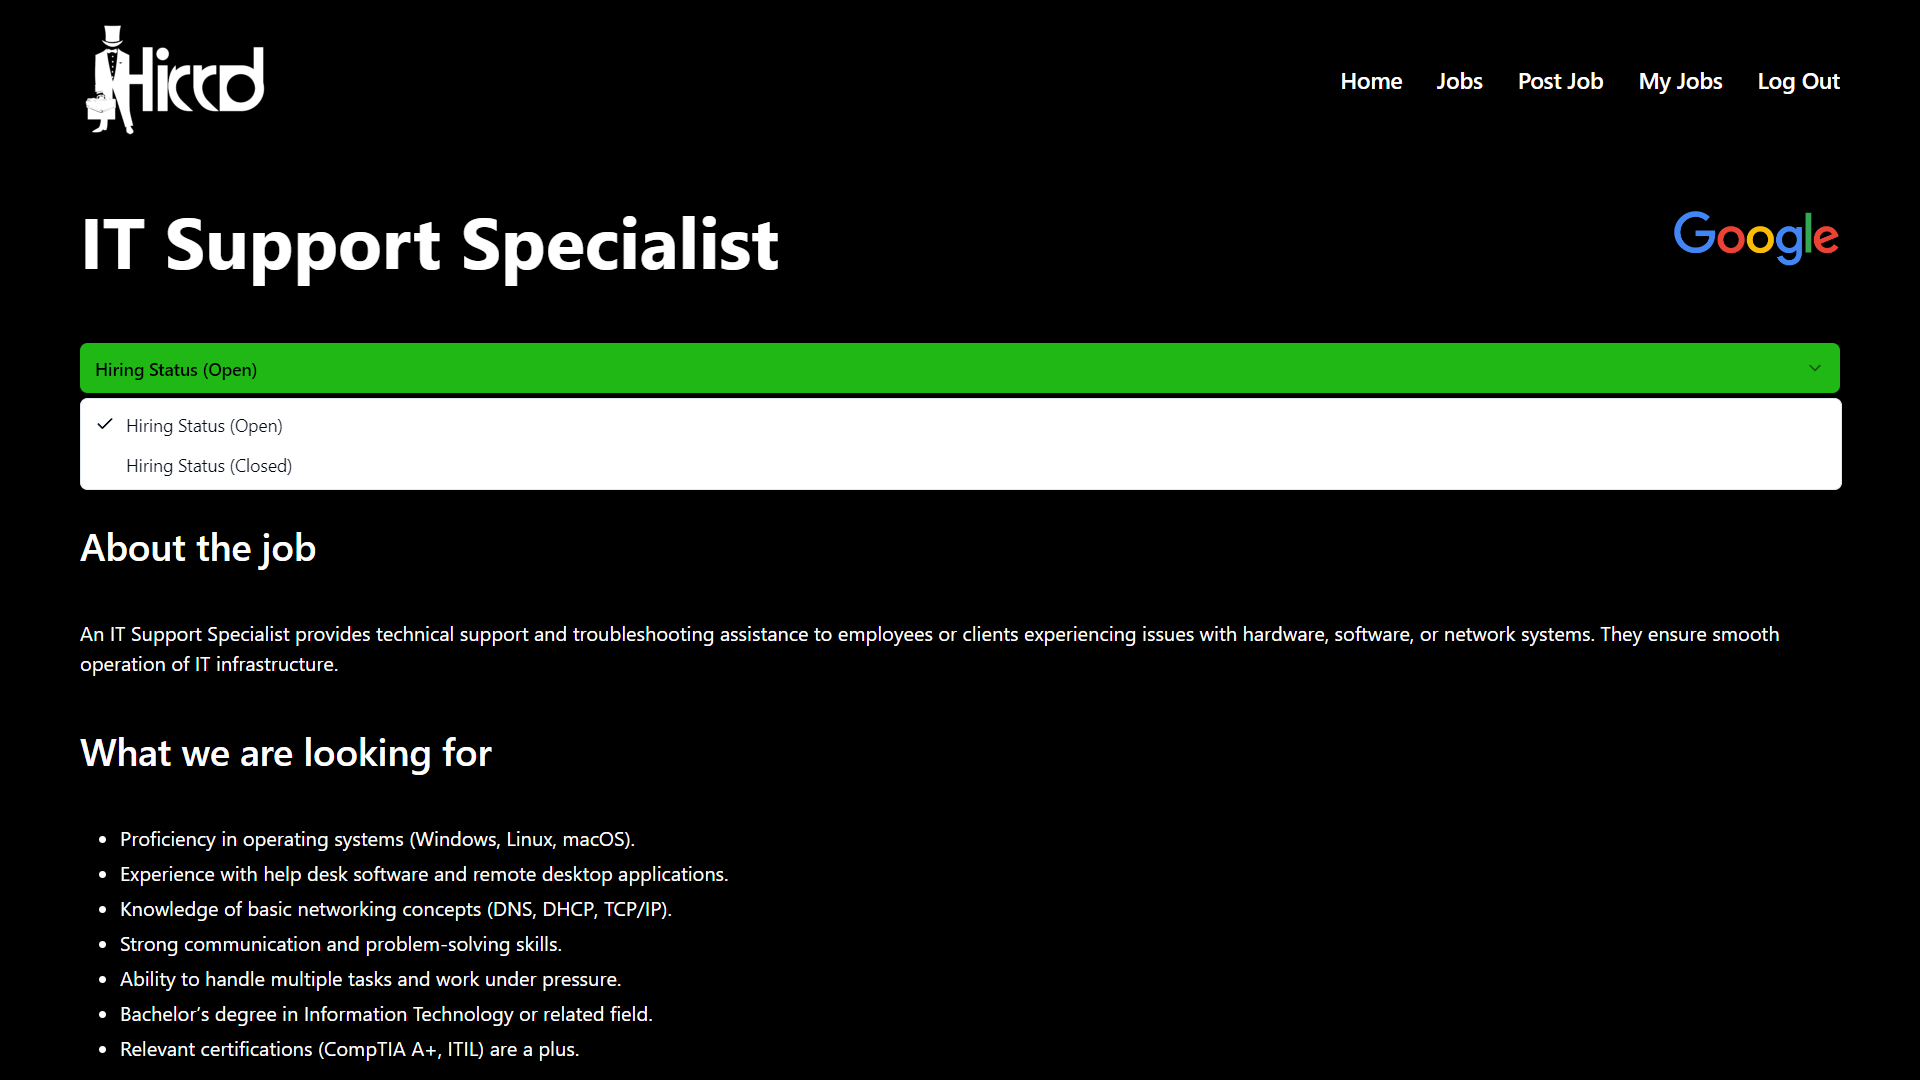 Hirrd
Home Jobs Post Job My Jobs Log Out
IT Support Specialist
Google
Hiring Status (Open)
Hiring Status (Open)
Hiring Status (Closed)
About the job
An IT Support Specialist provides technical support and troubleshooting assistance to employees or clients experiencing issues with hardware, software, or network systems. They ensure smooth
operation of IT infrastructure.
What we are looking for
• Proficiency in operating systems (Windows, Linux, macOS).
• Experience with help desk software and remote desktop applications.
• Knowledge of basic networking concepts (DNS, DHCP, TCP/IP).
• Strong communication and problem-solving skills.
• Ability to handle multiple tasks and work under pressure.
• Bachelor’s degree in Information Technology or related field.
• Relevant certifications (CompTIA A+, ITIL) are a plus.